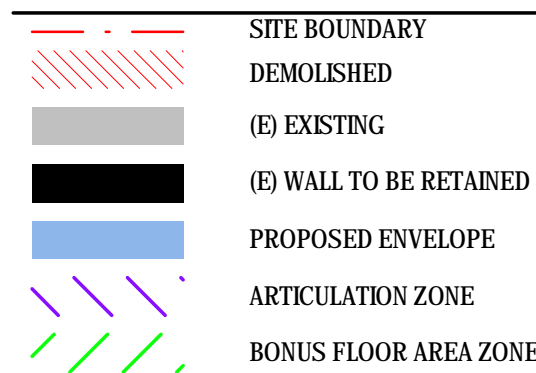 SITE BOUNDARY
DEMOLISHED
(E) EXISTING
(E) WALL TO BE RETAINED
PROPOSED ENVELOPE
ARTICULATION ZONE
BONUS FLOOR AREA ZONE